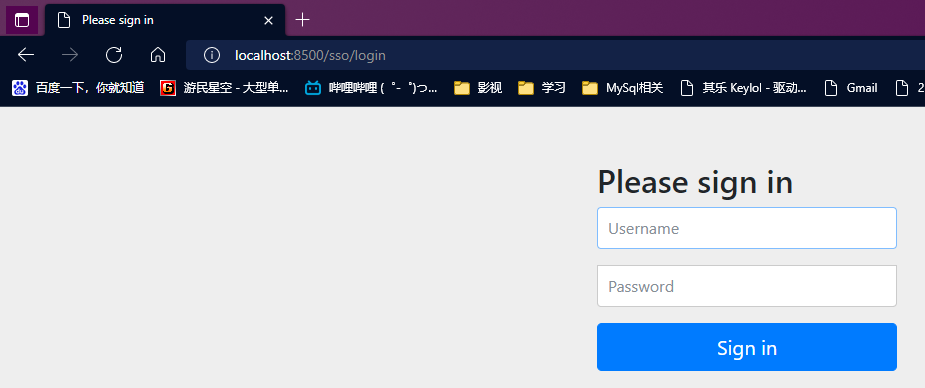 Please sign in
localhost:8500/sso/login
百度一下，你就知道 游民星空 - 大型单... 哔哩哔哩 (゜-゜)つ... 影视 学习 MySql相关 其乐 Keylol - 驱动... Gmail 2
Please sign in
Username
Password
Sign in